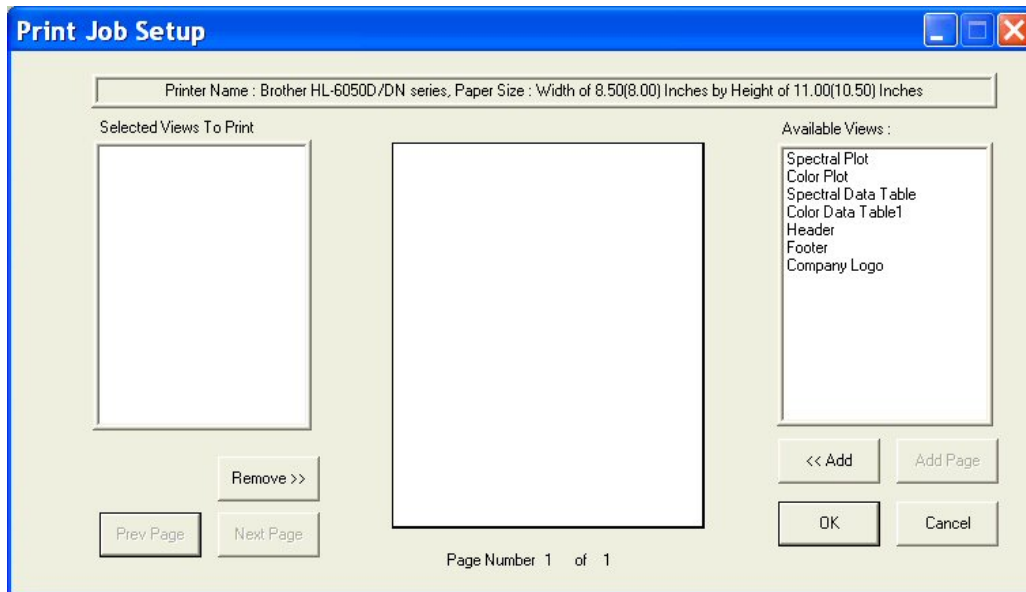 Print Job Setup
Printer Name : Brother HL-6050D/DN series, Paper Size : Width of 8.50(8.00) Inches by Height of 11.00(10.50) Inches
Selected Views To Print
Available Views :
Spectral Plot
Color Plot
Spectral Data Table
Color Data Table1
Header
Footer
Company Logo
Remove >>
<< Add
Add Page
Prev Page
Next Page
OK
Cancel
Page Number 1 of 1